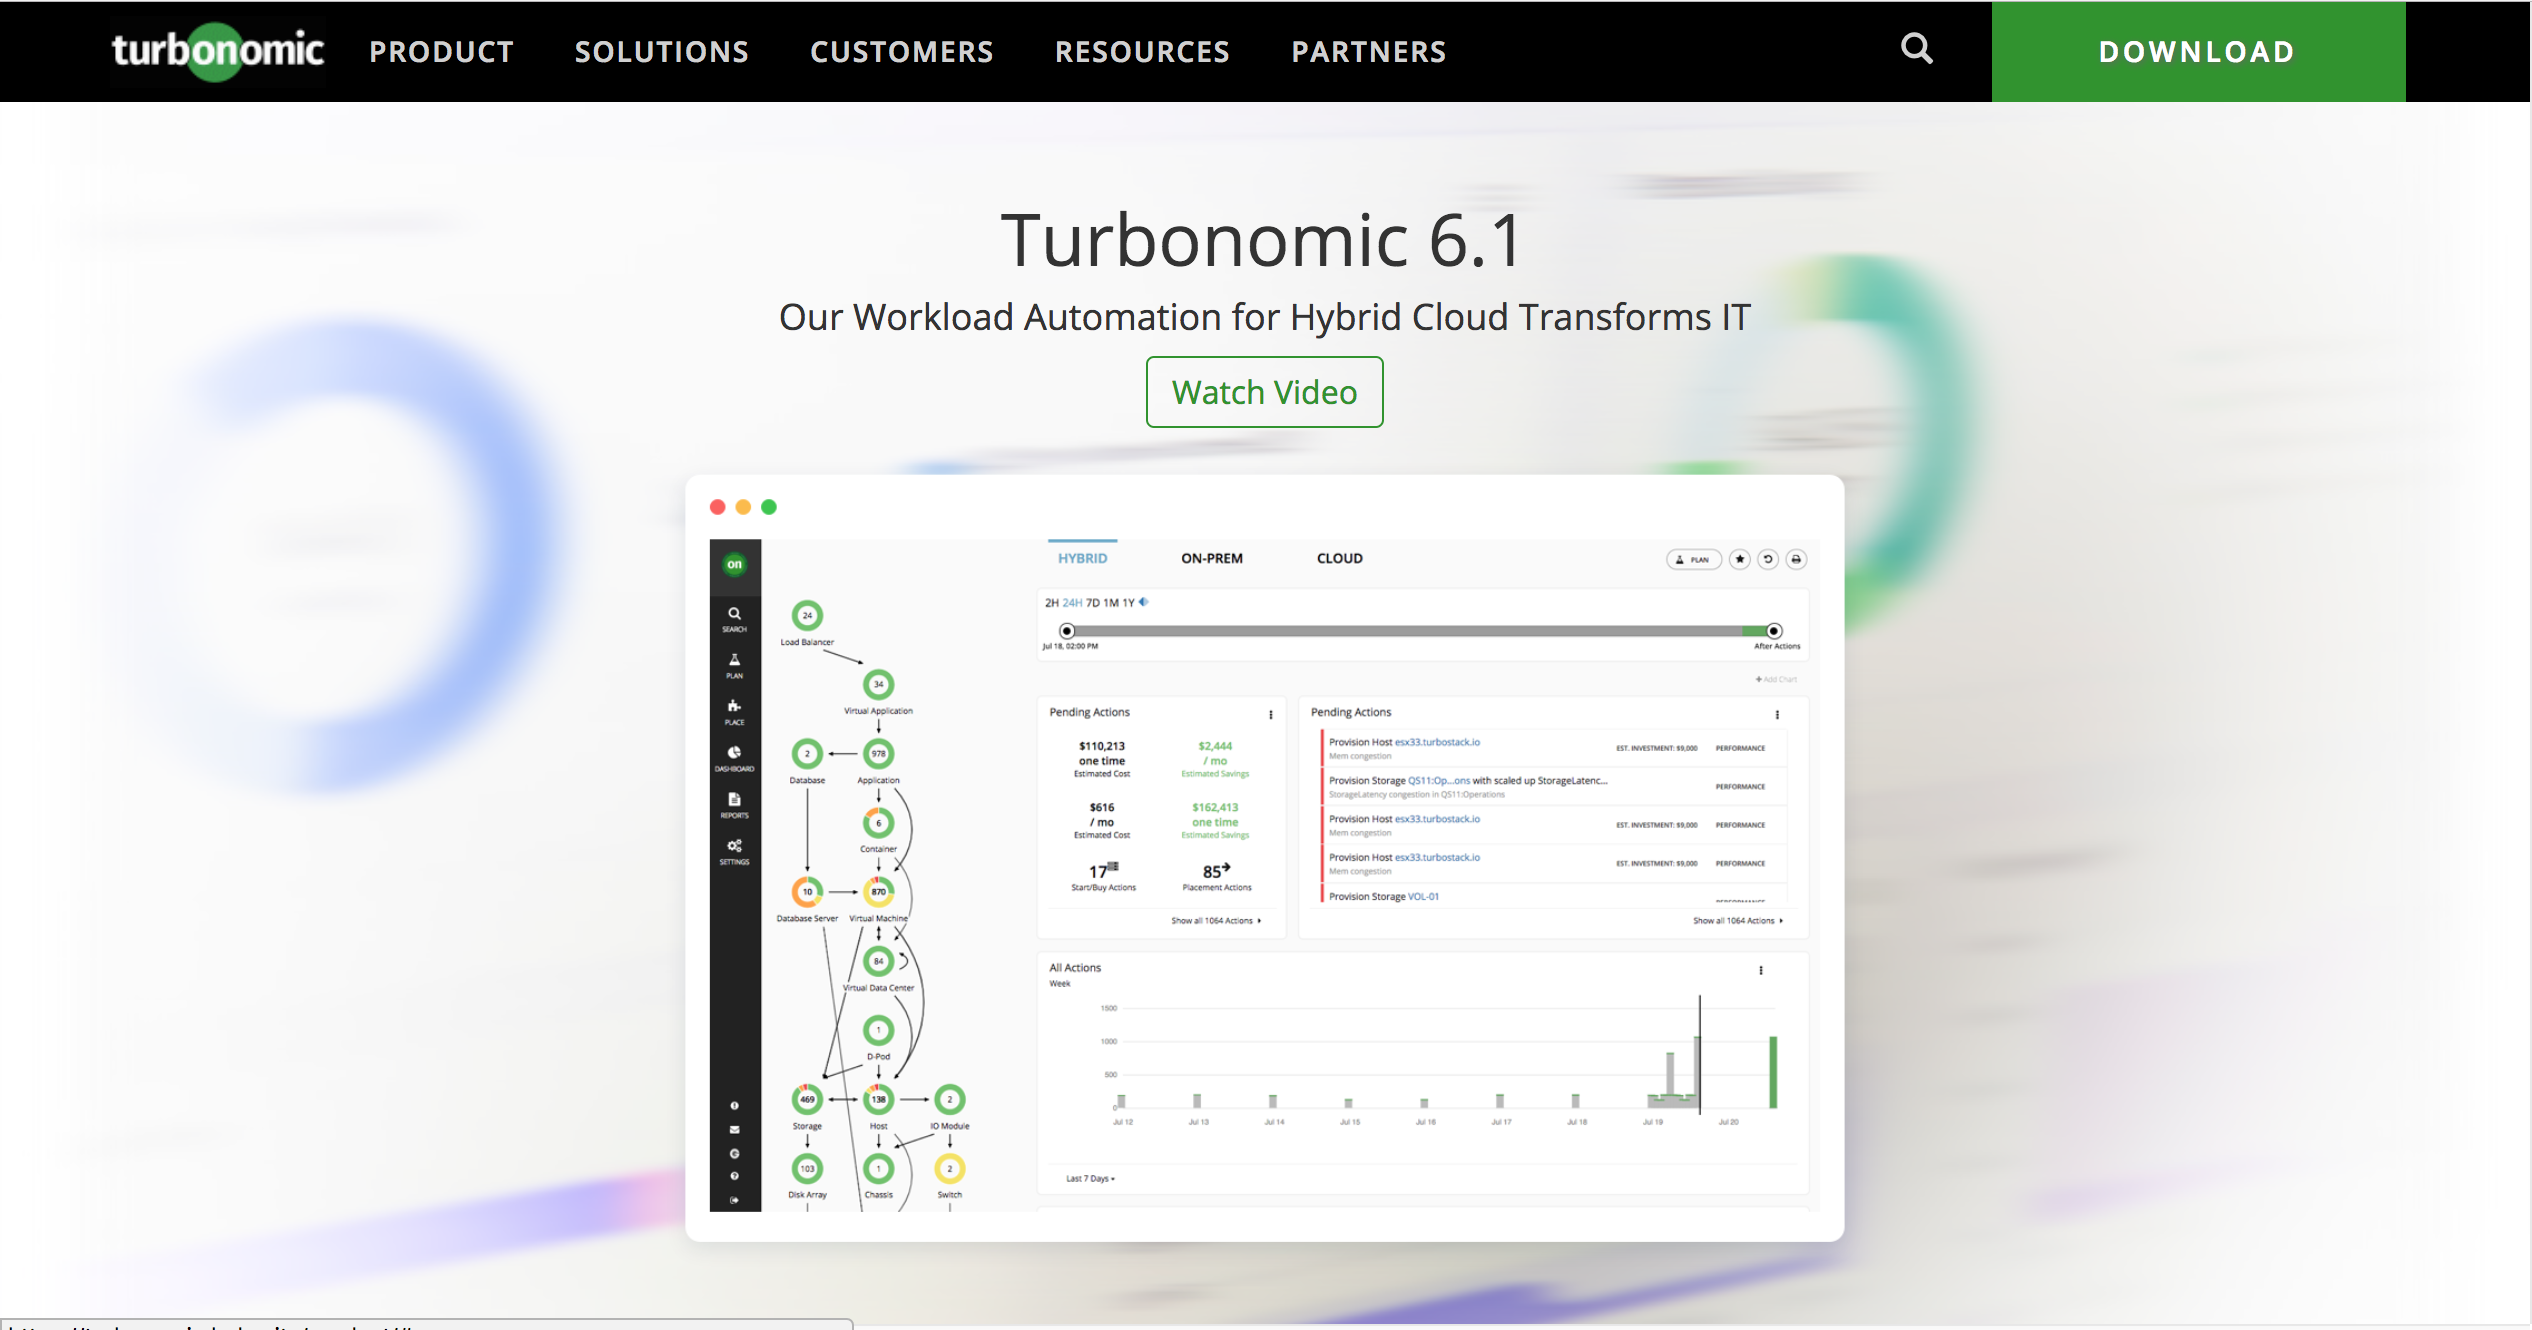 turbonomic
PRODUCT
SOLUTIONS
CUSTOMERS
RESOURCES
PARTNERS
DOWNLOAD
Turbonomic 6.1
Our Workload Automation for Hybrid Cloud Transforms IT
Watch Video
on
SEARCH
PLAN
PLACE
DASHBOARD
REPORTS
SETTINGS
24
Load Balancer
34
Virtual Application
2
Database
978
Application
6
Container
10
Database Server
870
Virtual Machine
84
Virtual Data Center
1
D-Pod
469
Storage
138
Host
2
IO Module
103
Disk Array
1
Chassis
2
Switch
HYBRID
ON-PREM
CLOUD
PLAN
2H 24H 7D 1M 1Y
Jul 18, 02:00 PM
After Actions
Add Chart
Pending Actions
$110,213
one time
Estimated Cost
$2,444
/ mo
Estimated Savings
$616
/ mo
Estimated Cost
$162,413
one time
Estimated Savings
17
Start/Buy Actions
85
Placement Actions
Show all 1064 Actions
Pending Actions
Provision Host esx33.turbostack.io
Mem congestion
EST. INVESTMENT: $9,000 PERFORMANCE
Provision Storage QS11:Op...ons with scaled up StorageLatenc...
StorageLatency congestion in QS11:Operations
PERFORMANCE
Provision Host esx33.turbostack.io
Mem congestion
EST. INVESTMENT: $9,000 PERFORMANCE
Provision Host esx33.turbostack.io
Mem congestion
EST. INVESTMENT: $9,000 PERFORMANCE
Provision Storage VOL-01
Show all 1064 Actions
All Actions
Week
1500
1000
500
0
Jul 12
Jul 13
Jul 14
Jul 15
Jul 16
Jul 17
Jul 18
Jul 19
Jul 20
Last 7 Days